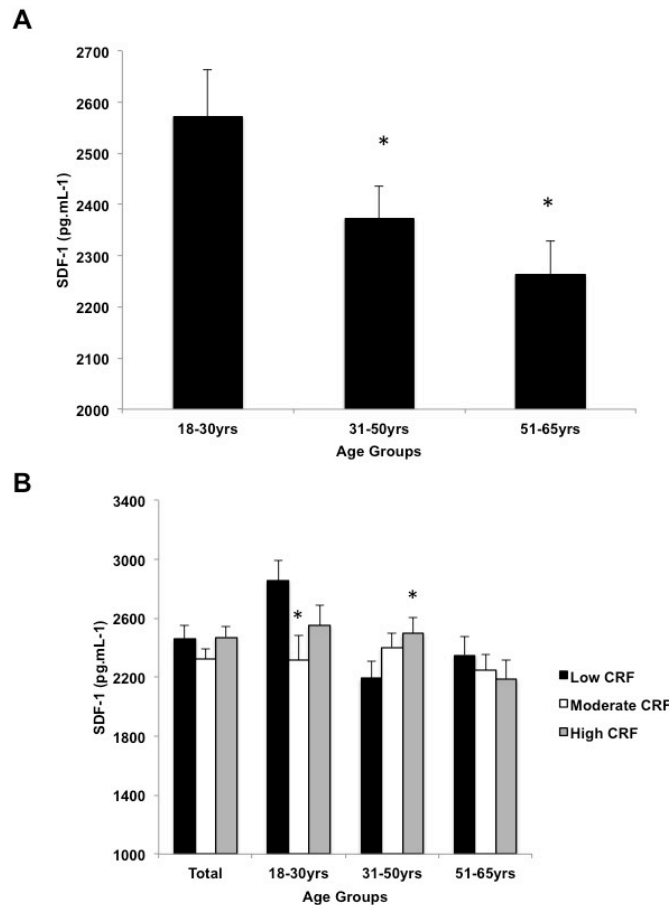 A
SDF-1 (pg.mL-1)
2700
2600
2500
2400
2300
2200
2100
2000
*
*
18-30yrs 31-50yrs 51-65yrs
Age Groups
B
SDF-1 (pg.mL-1)
3400
3000
2600
2200
1800
1400
1000
*
*
Low CRF
Moderate CRF
High CRF
Total 18-30yrs 31-50yrs 51-65yrs
Age Groups